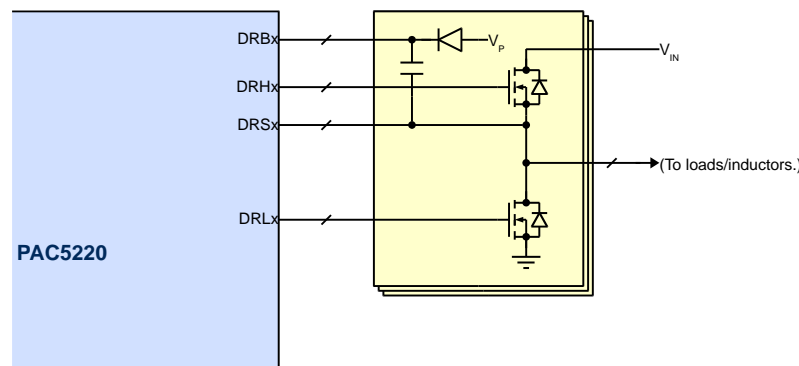 DRBx
V_P
V_IN
DRHx
DRSx
(To loads/inductors.)
DRLx
PAC5220